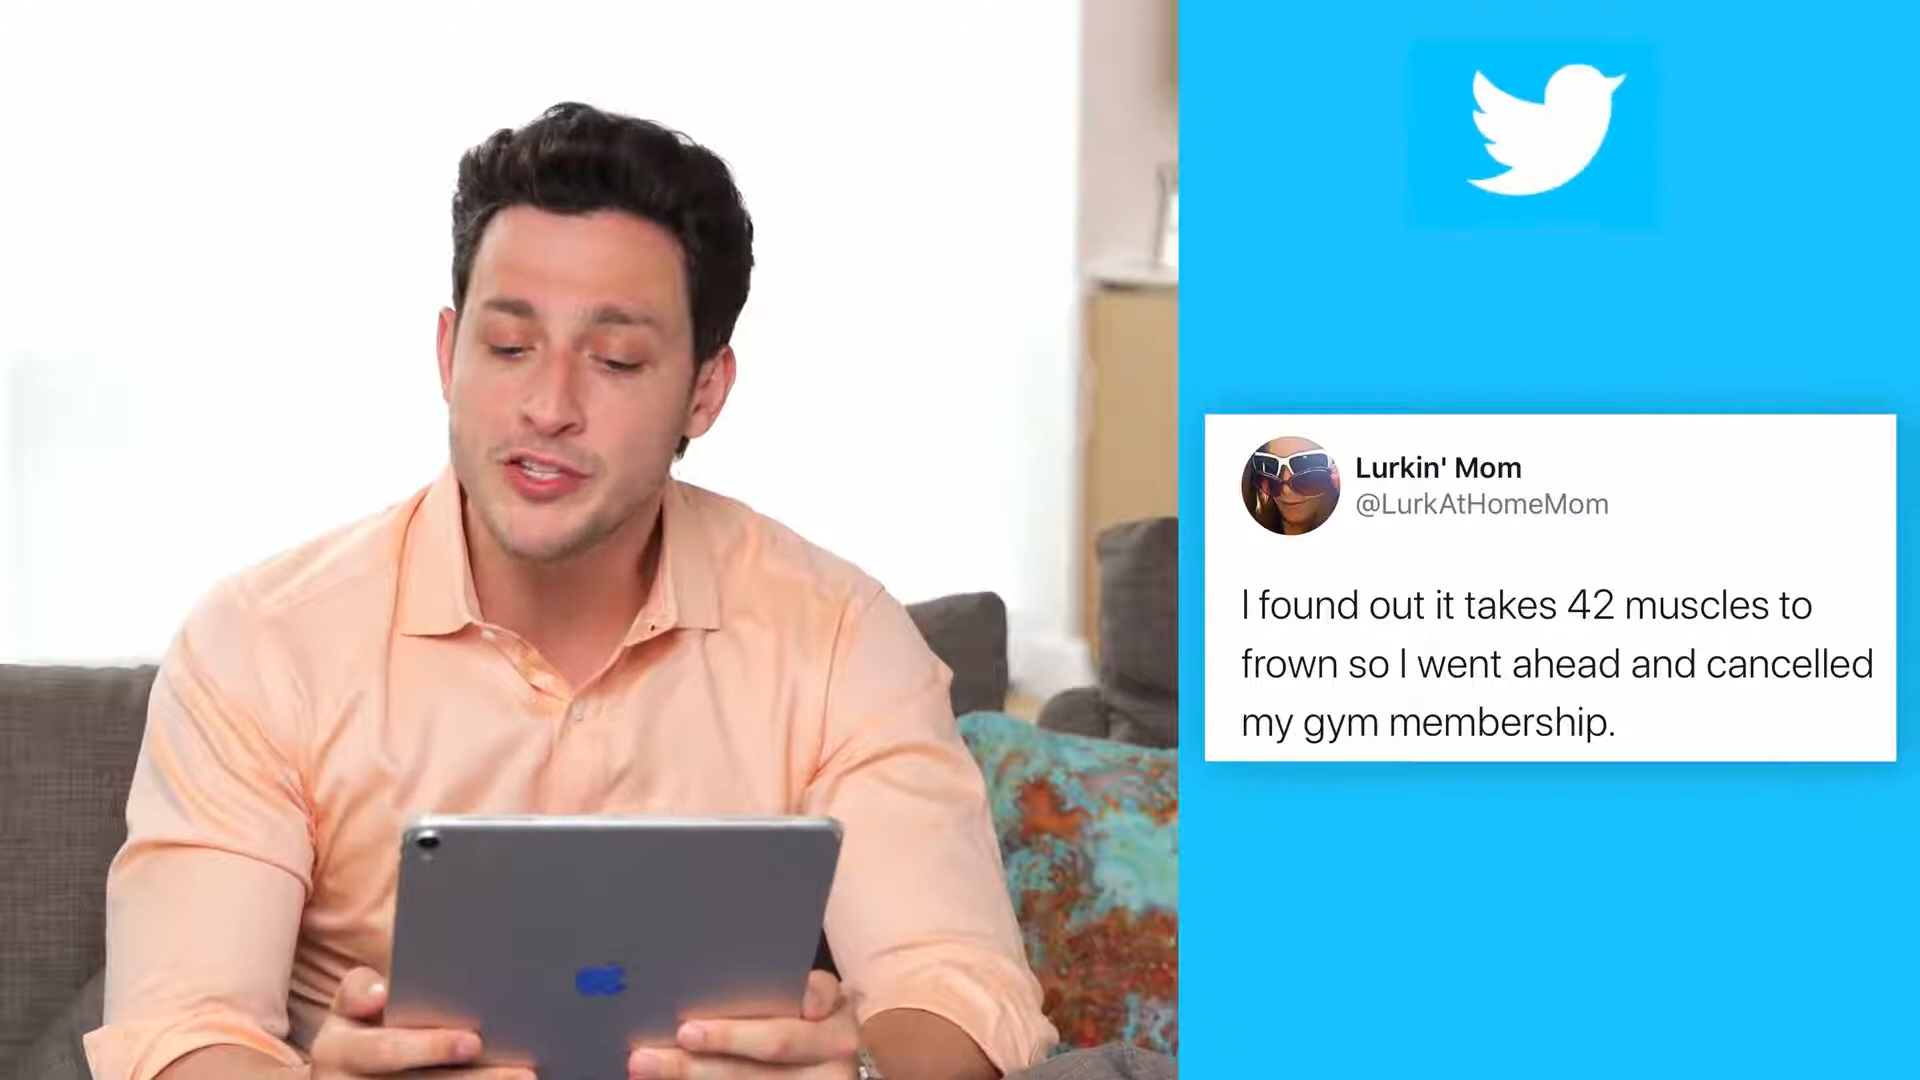 Lurkin' Mom
@LurkAtHomeMom
I found out it takes 42 muscles to
frown so I went ahead and cancelled
my gym membership.